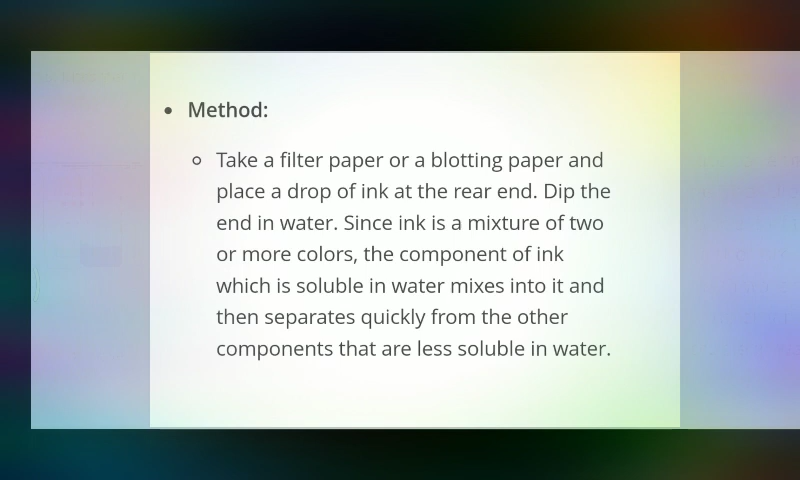 • Method:
○ Take a filter paper or a blotting paper and
place a drop of ink at the rear end. Dip the
end in water. Since ink is a mixture of two
or more colors, the component of ink
which is soluble in water mixes into it and
then separates quickly from the other
components that are less soluble in water.